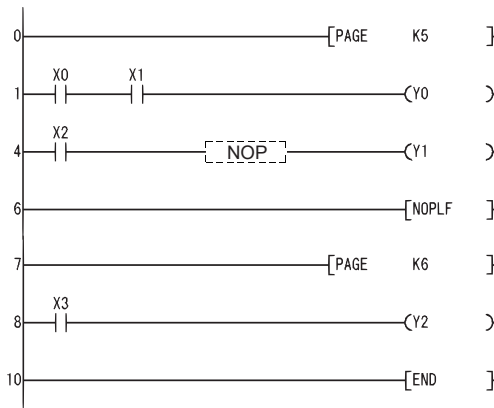 0 [PAGE K5 ]
X0 X1
1 (Y0 )
X2
4 NOP (Y1 )
6 [NOPLF ]
7 [PAGE K6 ]
X3
8 (Y2 )
10 [END ]